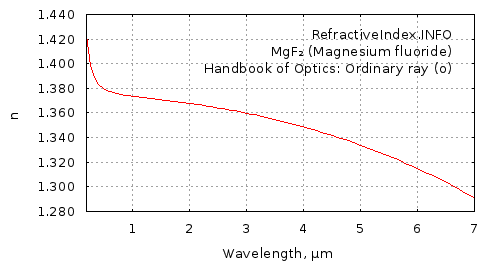 1.440
RefractiveIndex.INFO
1.420
MgF₂ (Magnesium fluoride)
1.400
Handbook of Optics: Ordinary ray (o)
1.380
n
1.360
1.340
1.320
1.300
1.280
1 2 3 4 5 6 7
Wavelength, µm